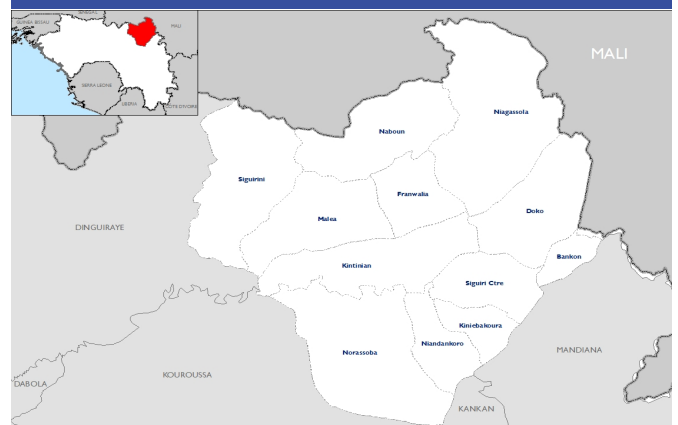 SENEGAL
GUINEA BISSAU
MALI
SIERRA LEONE
LIBERIA
COTE D'IVOIRE
MALI
Niagassola
Naboun
Siguirini
Franwalia
Malea
Doko
DINGUIRAYE
Bankon
Kintinian
Siguiri Ctre
Kiniebakoura
Niandankoro
Norassoba
MANDIANA
KOUROUSSA
DABOLA
KANKAN